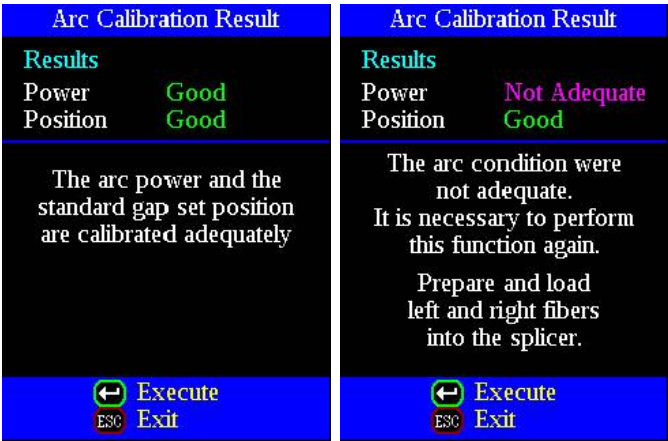 Arc Calibration Result
Results
Power Good
Position Good
The arc power and the
standard gap set position
are calibrated adequately
Execute
ESC Exit
Arc Calibration Result
Results
Power Not Adequate
Position Good
The arc condition were
not adequate.
It is necessary to perform
this function again.
Prepare and load
left and right fibers
into the splicer.
Execute
ESC Exit